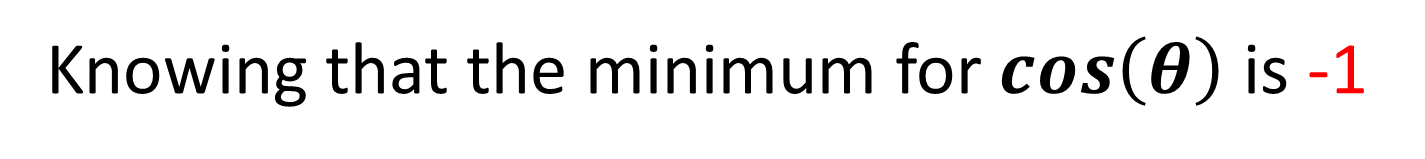 Knowing that the minimum for cos(θ) is -1